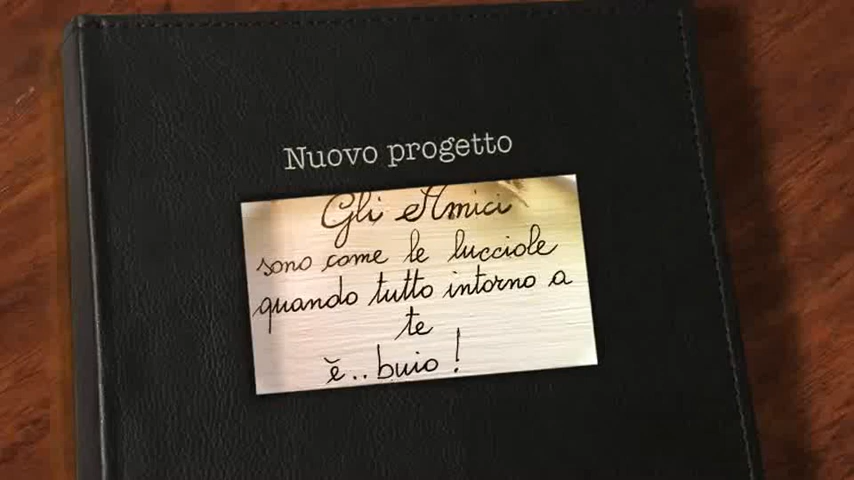 Nuovo progetto
Gli Amici
sono come le lucciole
quando tutto intorno a
te
è.. buio!